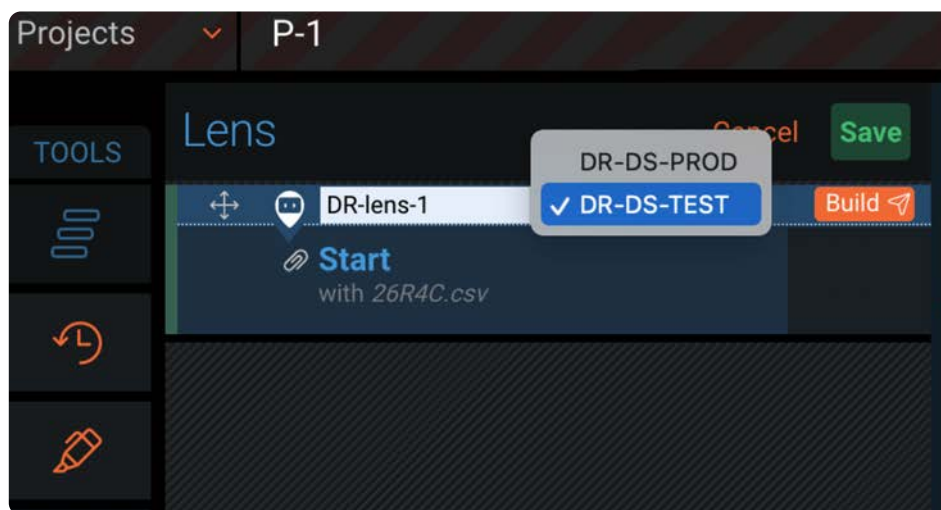 Projects P-1
TOOLS
Lens Cancel Save
DR-DS-PROD
DR-lens-1 ✓ DR-DS-TEST Build
Start
with 26R4C.csv